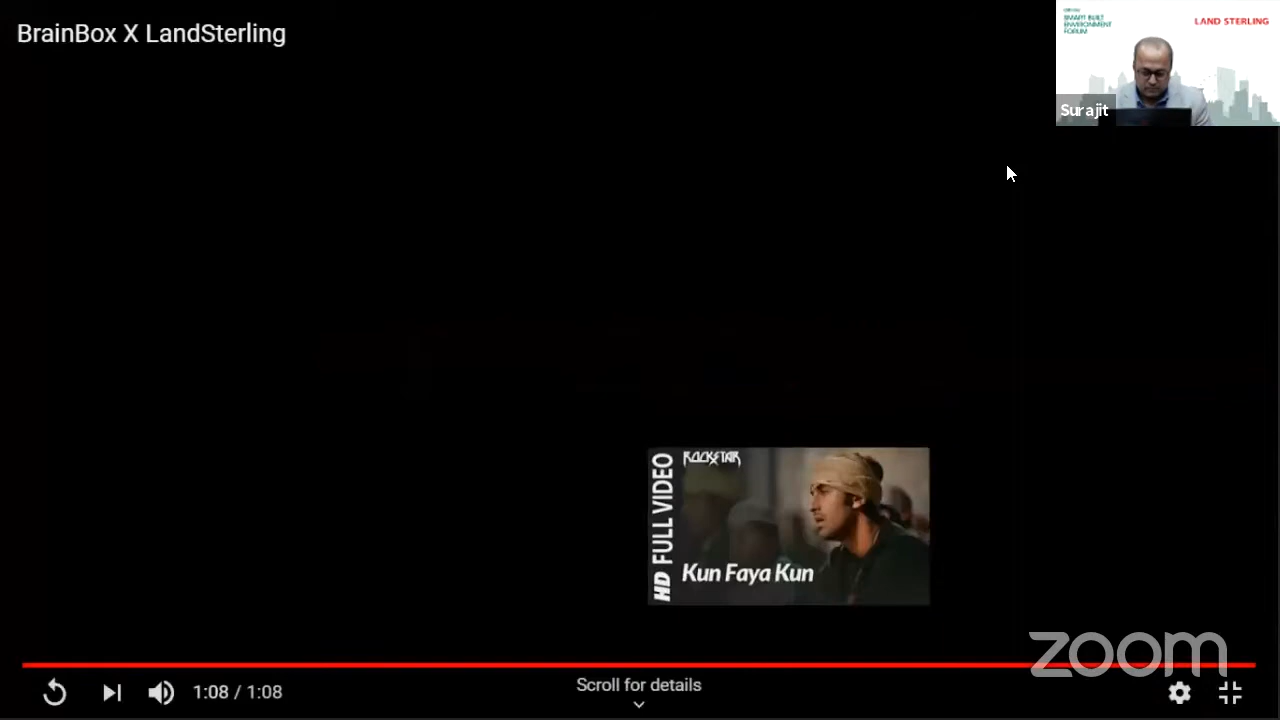 BrainBox X LandSterling
SMART BUILT
ENVIRONMENT
FORUM
LAND STERLING
Surajit
HD FULL VIDEO
ROCKSTAR
Kun Faya Kun
zoom
1:08 / 1:08
Scroll for details